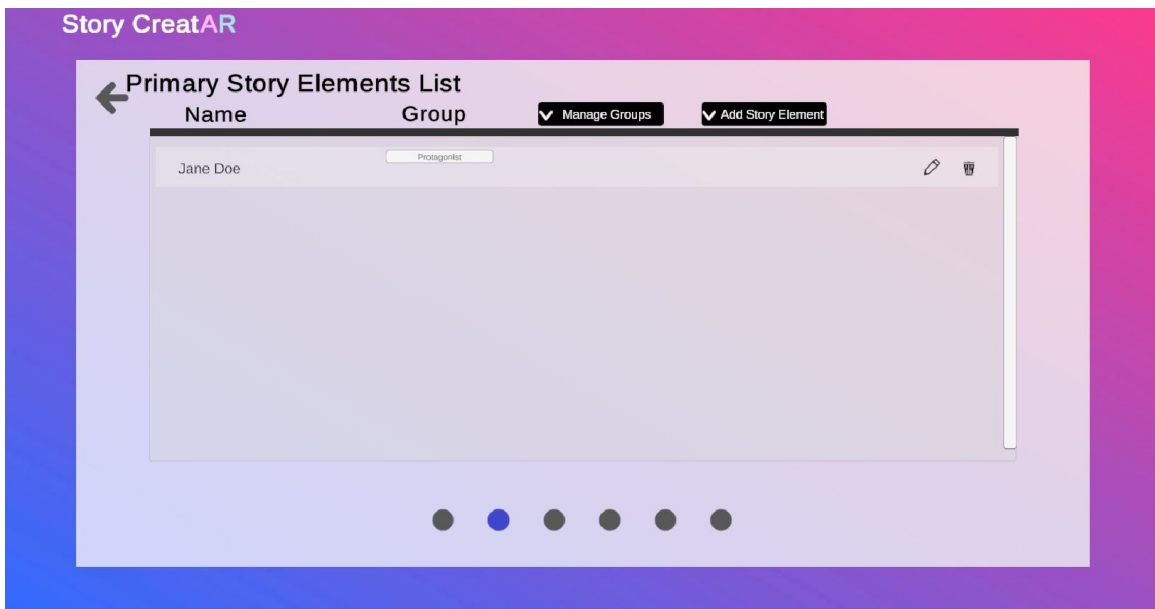 Story CreatAR
Primary Story Elements List
Name Group Manage Groups Add Story Element
Jane Doe Protagonist